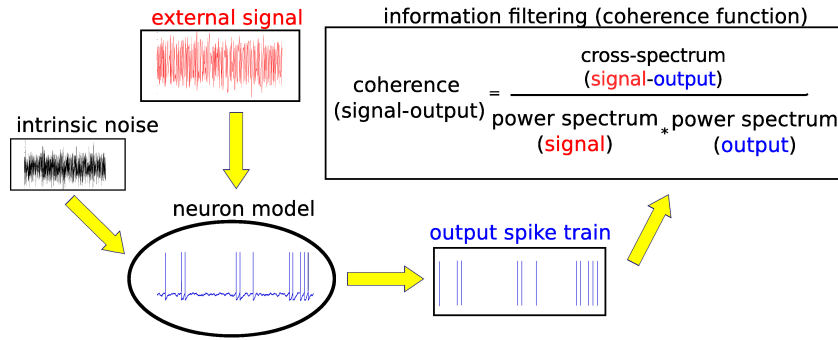 external signal
information filtering (coherence function)
cross-spectrum
(signal-output)
coherence
(signal-output)
=
power spectrum
(signal)
*
power spectrum
(output)
intrinsic noise
neuron model
output spike train